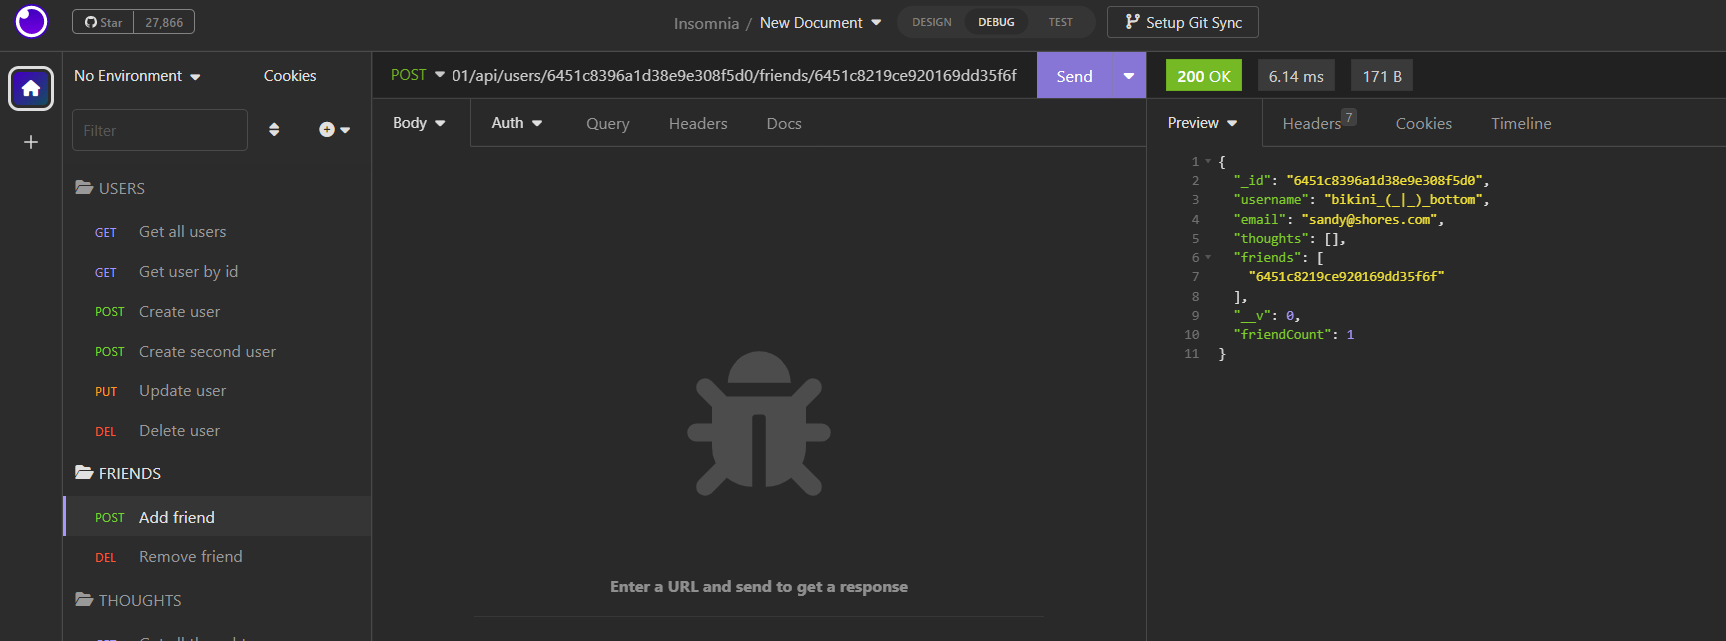 Star 27,866
Insomnia / New Document
DESIGN DEBUG TEST
Setup Git Sync
No Environment Cookies
Filter
USERS
GET Get all users
GET Get user by id
POST Create user
POST Create second user
PUT Update user
DEL Delete user
FRIENDS
POST Add friend
DEL Remove friend
THOUGHTS
POST 01/api/users/6451c8396a1d38e9e308f5d0/friends/6451c8219ce920169dd35f6f Send
Body Auth Query Headers Docs
Enter a URL and send to get a response
200 OK 6.14 ms 171 B
Preview Headers 7 Cookies Timeline
1 {
2 "_id": "6451c8396a1d38e9e308f5d0",
3 "username": "bikini_(_|_)_bottom",
4 "email": "sandy@shores.com",
5 "thoughts": [],
6 "friends": [
7 "6451c8219ce920169dd35f6f"
8 ],
9 "__v": 0,
10 "friendCount": 1
11 }